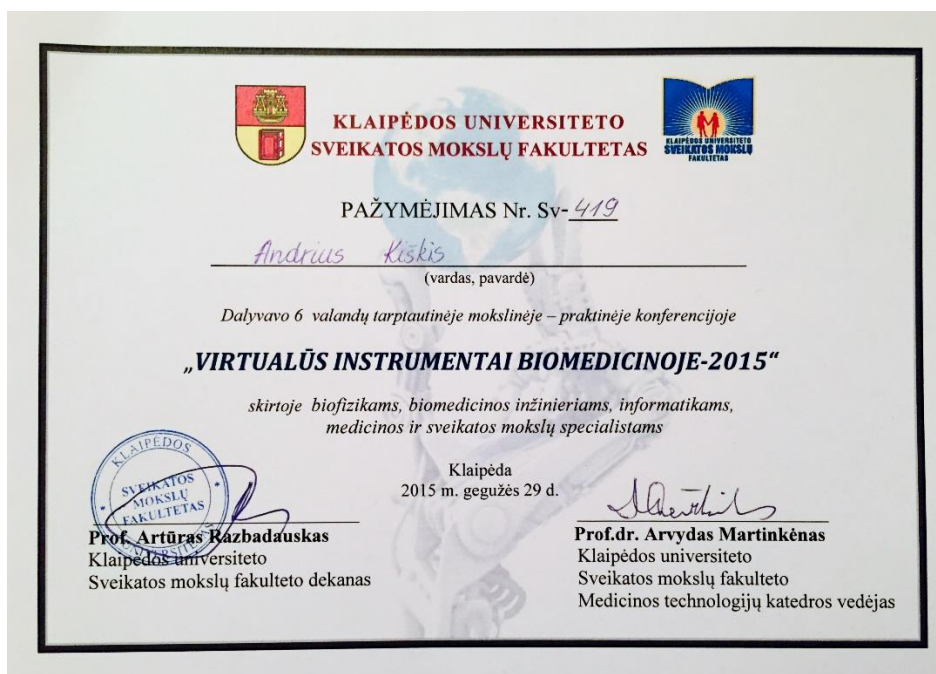 KLAIPĖDOS UNIVERSITETO
SVEIKATOS MOKSLŲ FAKULTETAS
KLAIPĖDOS UNIVERSITETO
SVEIKATOS MOKSLŲ
FAKULTETAS
PAŽYMĖJIMAS Nr. Sv-419
Andrius Kiškis
(vardas, pavardė)
Dalyvavo 6 valandų tarptautinėje mokslinėje – praktinėje konferencijoje
„VIRTUALŪS INSTRUMENTAI BIOMEDICINOJE-2015“
skirtoje biofizikams, biomedicinos inžinieriams, informatikams,
medicinos ir sveikatos mokslų specialistams
Klaipėda
2015 m. gegužės 29 d.
KLAIPĖDOS
SVEIKATOS
MOKSLŲ
FAKULTETAS
UNIVERSITETAS
Prof. Artūras Razbadauskas
Klaipėdos universiteto
Sveikatos mokslų fakulteto dekanas
Prof.dr. Arvydas Martinkėnas
Klaipėdos universiteto
Sveikatos mokslų fakulteto
Medicinos technologijų katedros vedėjas